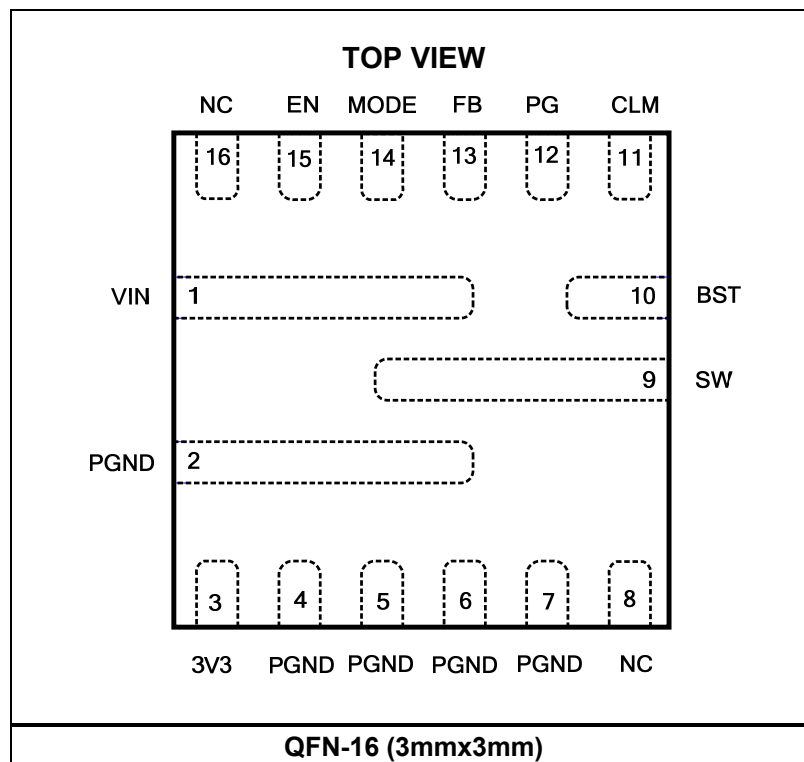 TOP VIEW
NC EN MODE FB PG CLM
16 15 14 13 12 11
VIN 1 10 BST
9 SW
PGND 2
3 4 5 6 7 8
3V3 PGND PGND PGND PGND NC
QFN-16 (3mmx3mm)